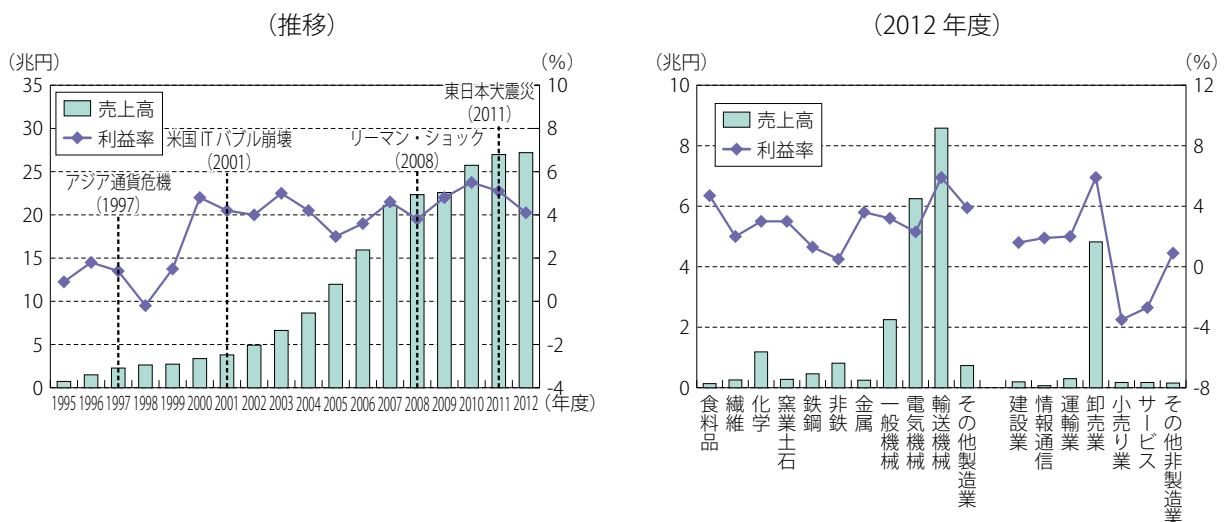 （推移）
（兆円）
（%）
35
30
25
20
15
10
5
0
10
8
6
4
2
0
-2
-4
売上高
利益率
アジア通貨危機
（1997）
米国 IT バブル崩壊
（2001）
リーマン・ショック
（2008）
東日本大震災
（2011）
1995 1996 1997 1998 1999 2000 2001 2002 2003 2004 2005 2006 2007 2008 2009 2010 2011 2012 （年度）
（2012 年度）
（兆円）
（%）
10
8
6
4
2
0
12
8
4
0
-4
-8
売上高
利益率
食料品
繊維
化学
窯業土石
鉄鋼
非鉄
金属
一般機械
電気機械
輸送機械
その他製造業
建設業
情報通信
運輸業
卸売業
小売り業
サービス
その他非製造業